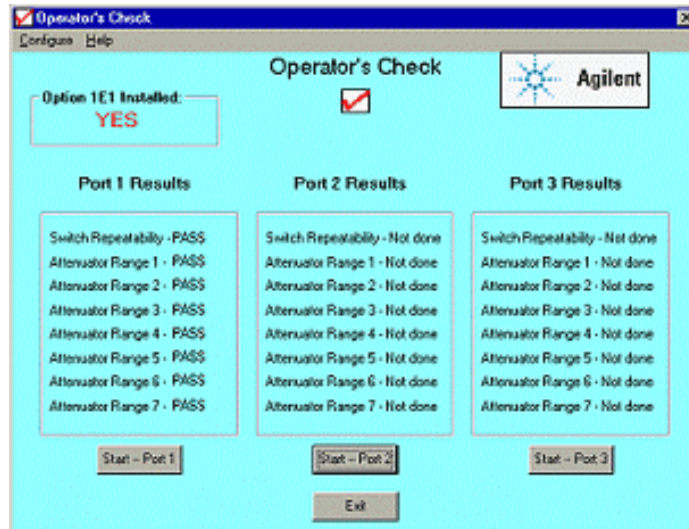 Operator's Check
Configure Help
Operator's Check
Agilent
Option 1E1 Installed:
YES
Port 1 Results
Switch Repeatability - PASS
Attenuator Range 1 - PASS
Attenuator Range 2 - PASS
Attenuator Range 3 - PASS
Attenuator Range 4 - PASS
Attenuator Range 5 - PASS
Attenuator Range 6 - PASS
Attenuator Range 7 - PASS
Start -- Port 1
Port 2 Results
Switch Repeatability - Not done
Attenuator Range 1 - Not done
Attenuator Range 2 - Not done
Attenuator Range 3 - Not done
Attenuator Range 4 - Not done
Attenuator Range 5 - Not done
Attenuator Range 6 - Not done
Attenuator Range 7 - Not done
Start -- Port 2
Port 3 Results
Switch Repeatability - Not done
Attenuator Range 1 - Not done
Attenuator Range 2 - Not done
Attenuator Range 3 - Not done
Attenuator Range 4 - Not done
Attenuator Range 5 - Not done
Attenuator Range 6 - Not done
Attenuator Range 7 - Not done
Start -- Port 3
Exit